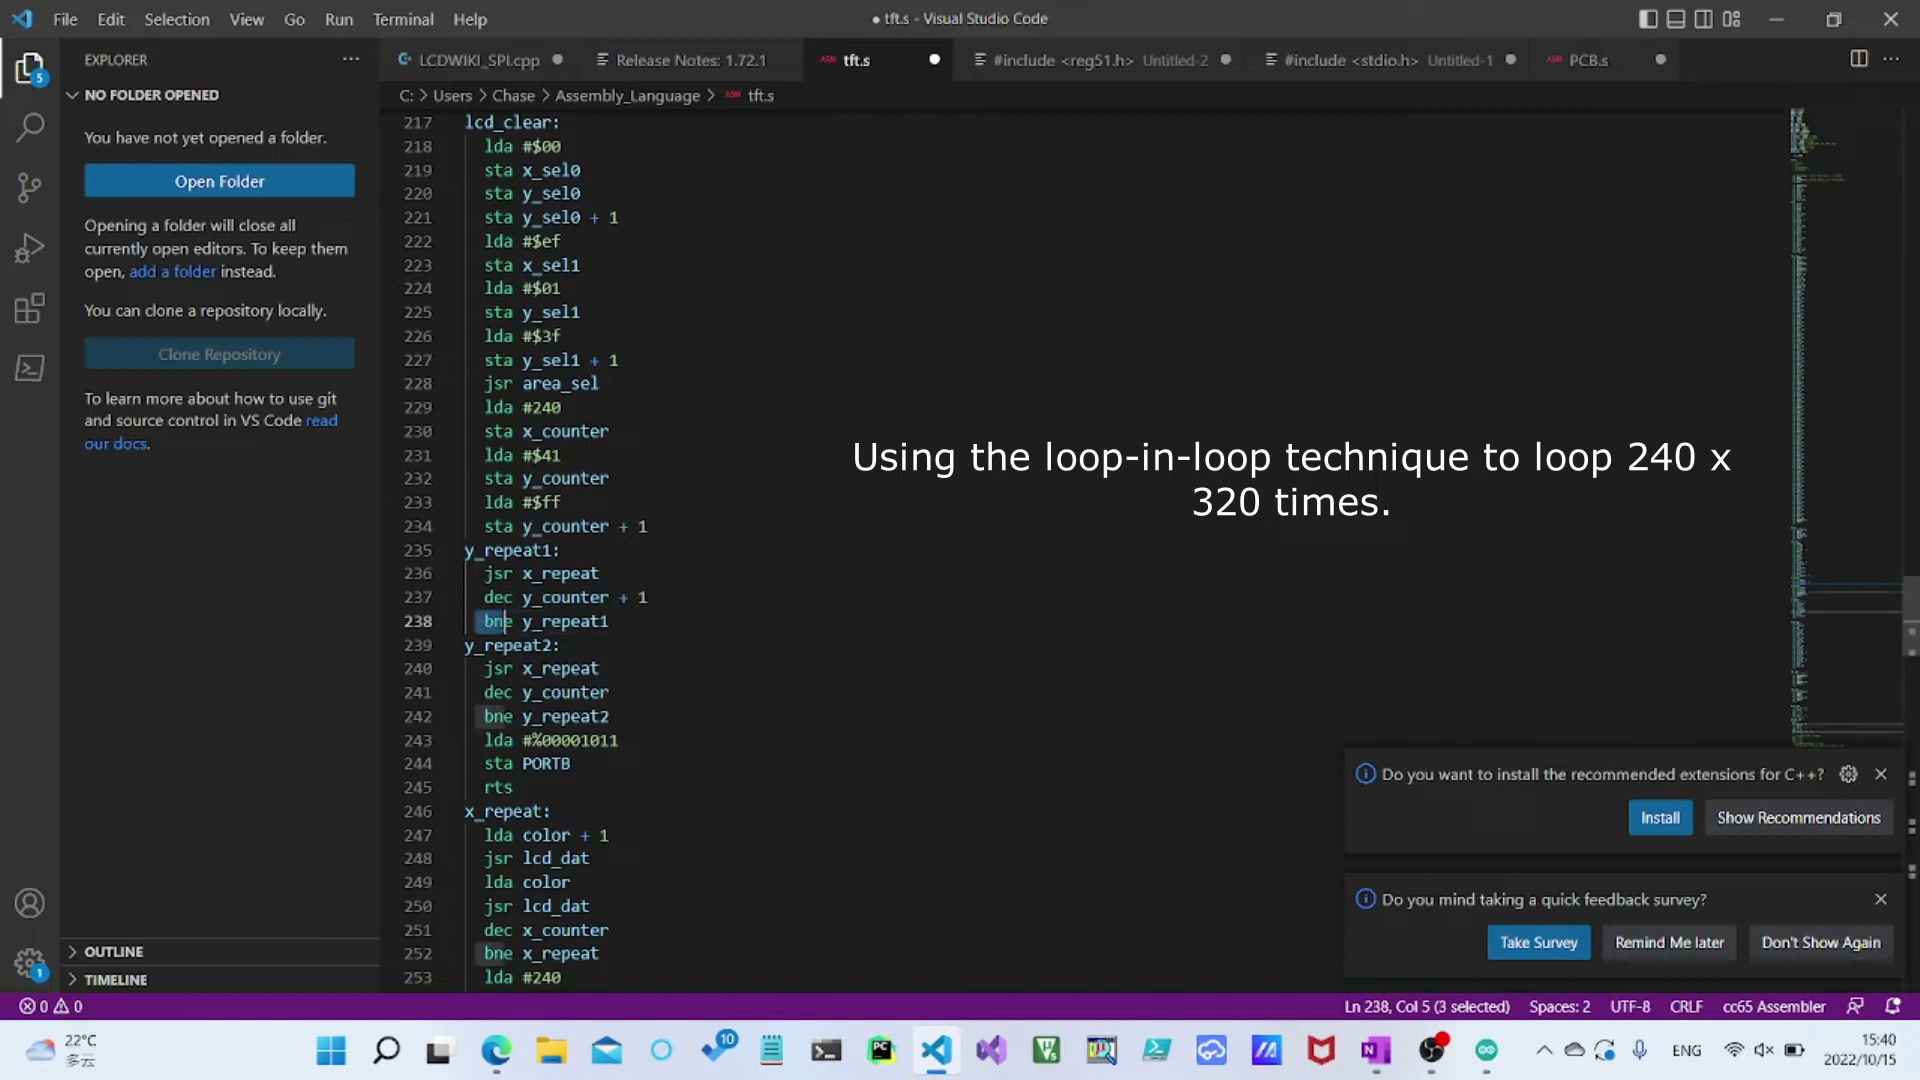 File Edit Selection View Go Run Terminal Help
● tft.s - Visual Studio Code
EXPLORER ···
LCDWIKI_SPI.cpp
Release Notes: 1.72.1
ASM tft.s
#include <reg51.h> Untitled-2
#include <stdio.h> Untitled-1
ASM PCB.s
NO FOLDER OPENED
You have not yet opened a folder.
Open Folder
Opening a folder will close all
currently open editors. To keep them
open, add a folder instead.
You can clone a repository locally.
Clone Repository
To learn more about how to use git
and source control in VS Code read
our docs.
OUTLINE
TIMELINE
5
1
C: > Users > Chase > Assembly_Language > ASM tft.s
217 lcd_clear:
218 lda #$00
219 sta x_sel0
220 sta y_sel0
221 sta y_sel0 + 1
222 lda #$ef
223 sta x_sel1
224 lda #$01
225 sta y_sel1
226 lda #$3f
227 sta y_sel1 + 1
228 jsr area_sel
229 lda #240
230 sta x_counter
231 lda #$41
232 sta y_counter
233 lda #$ff
234 sta y_counter + 1
235 y_repeat1:
236 jsr x_repeat
237 dec y_counter + 1
238 bne y_repeat1
239 y_repeat2:
240 jsr x_repeat
241 dec y_counter
242 bne y_repeat2
243 lda #%00001011
244 sta PORTB
245 rts
246 x_repeat:
247 lda color + 1
248 jsr lcd_dat
249 lda color
250 jsr lcd_dat
251 dec x_counter
252 bne x_repeat
253 lda #240
Using the loop-in-loop technique to loop 240 x
320 times.
Do you want to install the recommended extensions for C++?
Install Show Recommendations
Do you mind taking a quick feedback survey?
Take Survey Remind Me later Don't Show Again
0 0
Ln 238, Col 5 (3 selected) Spaces: 2 UTF-8 CRLF cc65 Assembler
22°C
多云
10
ENG
15:40
2022/10/15